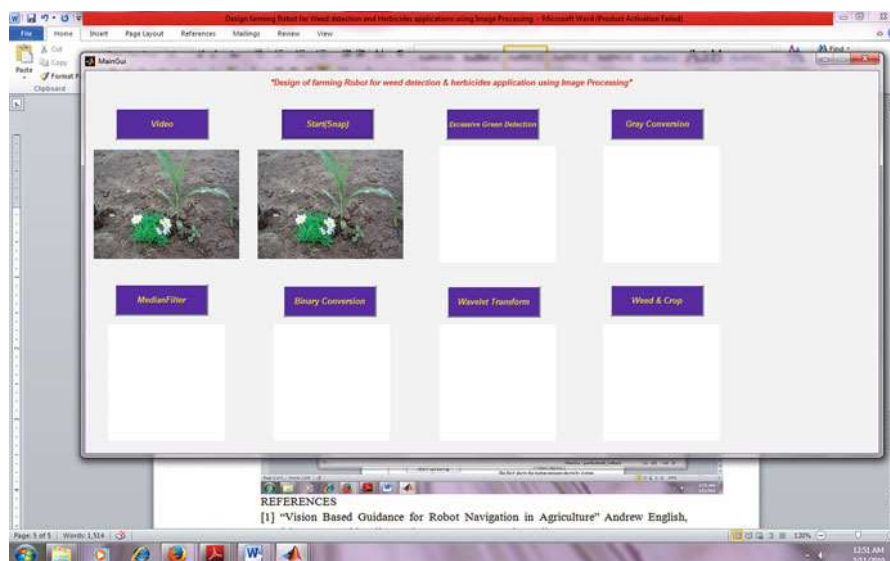 Design farming Robot for Weed detection and Herbicides applications using Image Processing - Microsoft Word (Product Activation Failed)
File Home Insert Page Layout References Mailings Review View
Cut
Copy
Paste
Format
Clipboard
Find
MainGui
"Design of farming Robot for weed detection & herbicides application using Image Processing"
Video Start(Snap) Excessive Green Detection Gray Conversion
MedianFilter Binary Conversion Wavelet Transform Weed & Crop
REFERENCES
[1] "Vision Based Guidance for Robot Navigation in Agriculture" Andrew English,
Page: 5 of 5 Words: 1,514 120%
12:51 AM